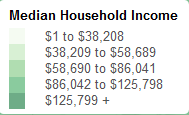 Median Household Income
$1 to $38,208
$38,209 to $58,689
$58,690 to $86,041
$86,042 to $125,798
$125,799 +